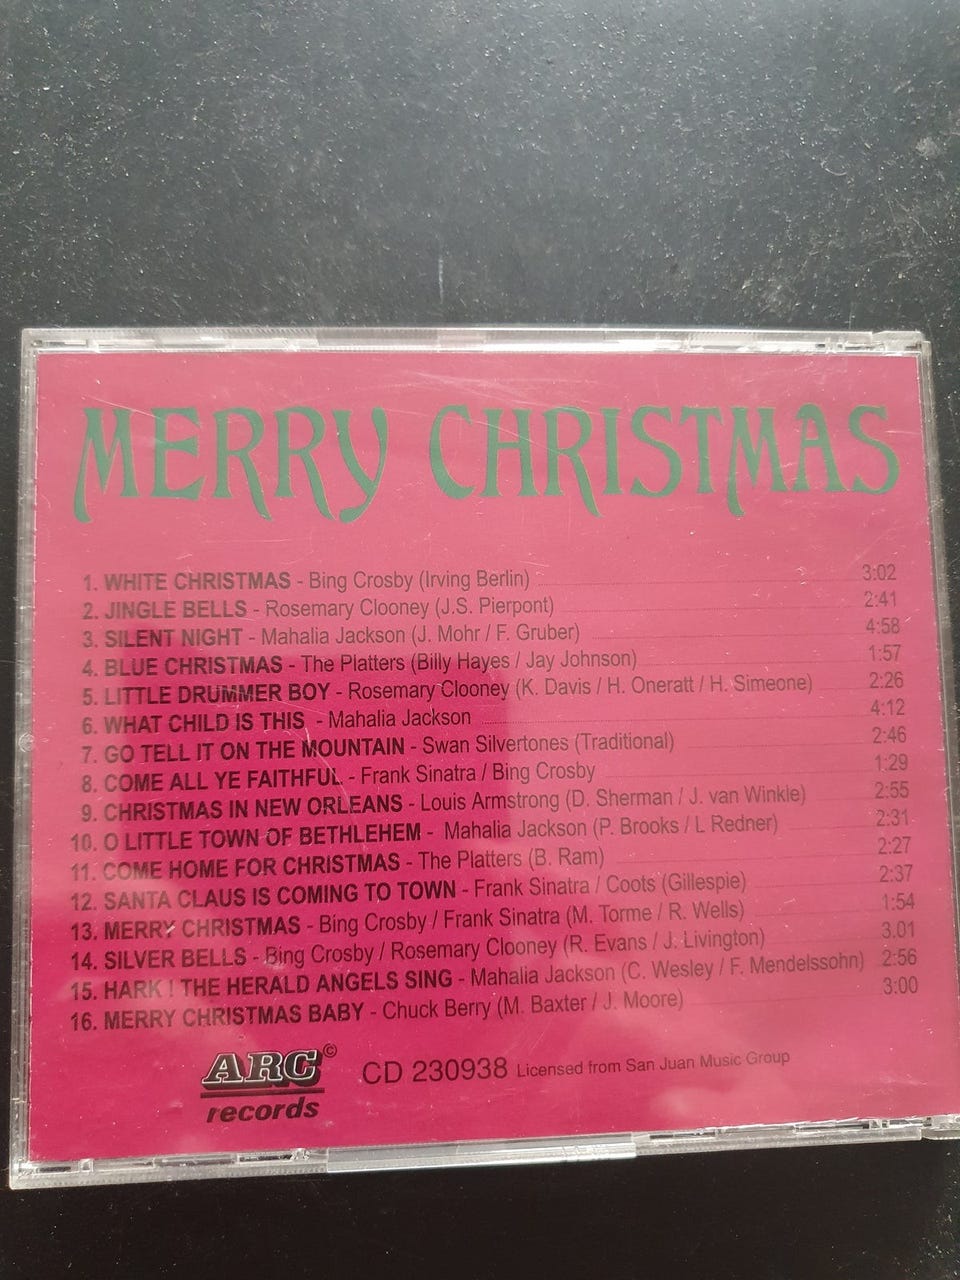 MERRY CHRISTMAS
1. WHITE CHRISTMAS - Bing Crosby (Irving Berlin) 3:02
2. JINGLE BELLS - Rosemary Clooney (J.S. Pierpont) 2:41
3. SILENT NIGHT - Mahalia Jackson (J. Mohr / F. Gruber) 4:58
4. BLUE CHRISTMAS - The Platters (Billy Hayes / Jay Johnson) 1:57
5. LITTLE DRUMMER BOY - Rosemary Clooney (K. Davis / H. Oneratt / H. Simeone) 2:26
6. WHAT CHILD IS THIS - Mahalia Jackson 4:12
7. GO TELL IT ON THE MOUNTAIN - Swan Silvertones (Traditional) 2:46
8. COME ALL YE FAITHFUL - Frank Sinatra / Bing Crosby 1:29
9. CHRISTMAS IN NEW ORLEANS - Louis Armstrong (D. Sherman / J. van Winkle) 2:55
10. O LITTLE TOWN OF BETHLEHEM - Mahalia Jackson (P. Brooks / L Redner) 2:31
11. COME HOME FOR CHRISTMAS - The Platters (B. Ram) 2:27
12. SANTA CLAUS IS COMING TO TOWN - Frank Sinatra / Coots (Gillespie) 2:37
13. MERRY CHRISTMAS - Bing Crosby / Frank Sinatra (M. Torme / R. Wells) 1:54
14. SILVER BELLS - Bing Crosby / Rosemary Clooney (R. Evans / J. Livington) 3.01
15. HARK ! THE HERALD ANGELS SING - Mahalia Jackson (C. Wesley / F. Mendelssohn) 2:56
16. MERRY CHRISTMAS BABY - Chuck Berry (M. Baxter / J. Moore) 3:00
ARC ©
records
CD 230938 Licensed from San Juan Music Group